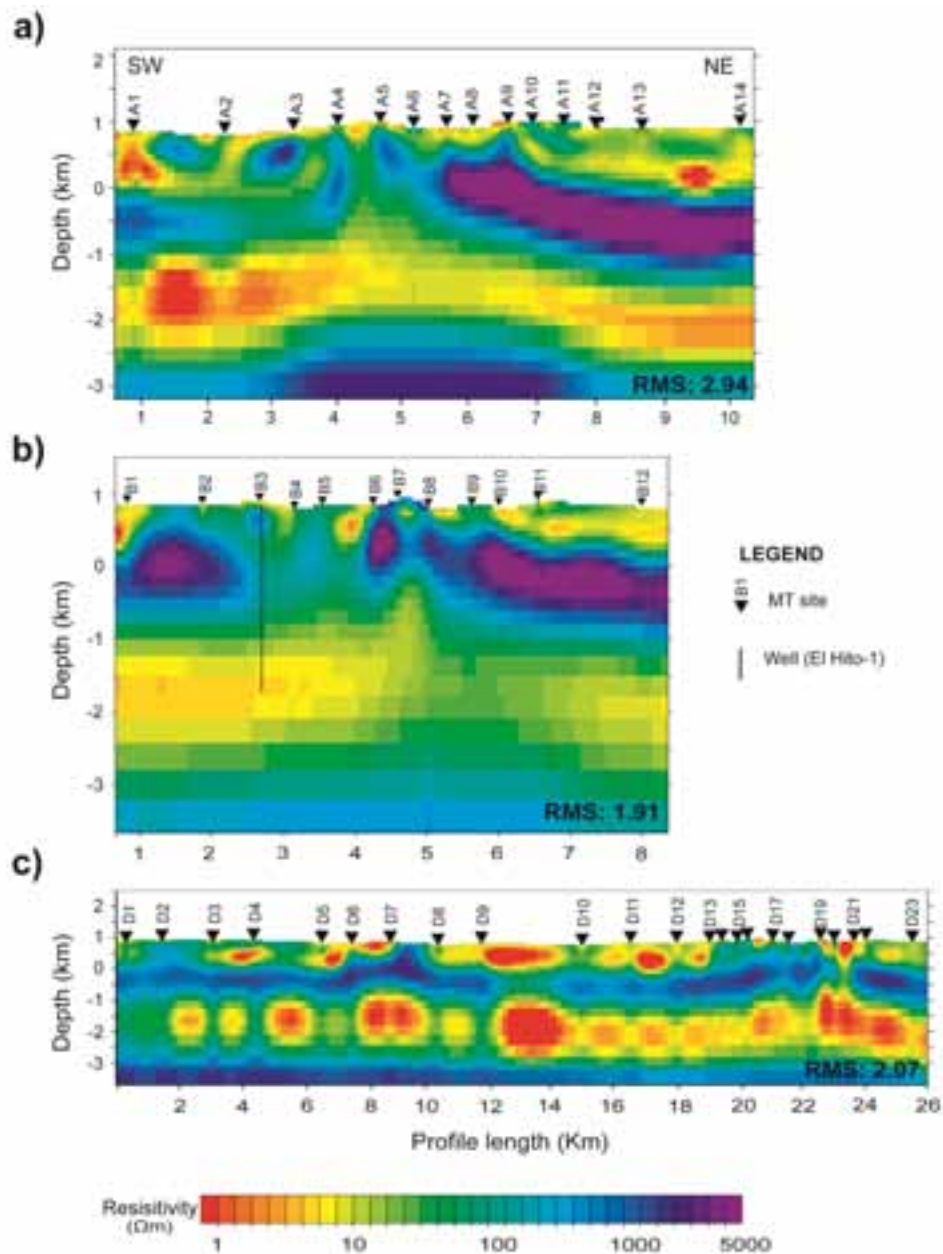 a)
2
SW
NE
A1 A2 A3 A4 A5 A6 A7 A8 A9 A10 A11 A12 A13 A14
1
0
-1
-2
-3
Depth (km)
RMS: 2.94
1 2 3 4 5 6 7 8 9 10
b)
B1 B2 B3 B4 B5 B6 B7 B8 B9 B10 B11 B12
1
0
-1
-2
-3
Depth (km)
RMS: 1.91
1 2 3 4 5 6 7 8
LEGEND
B1
MT site
Well (El Hito-1)
c)
D1 D2 D3 D4 D5 D6 D7 D8 D9 D10 D11 D12 D13 D15 D17 D19 D21 D23
2
1
0
-1
-2
-3
Depth (km)
RMS: 2.07
2 4 6 8 10 12 14 16 18 20 22 24 26
Profile length (Km)
Resisitivity
(Ωm)
1 10 100 1000 5000